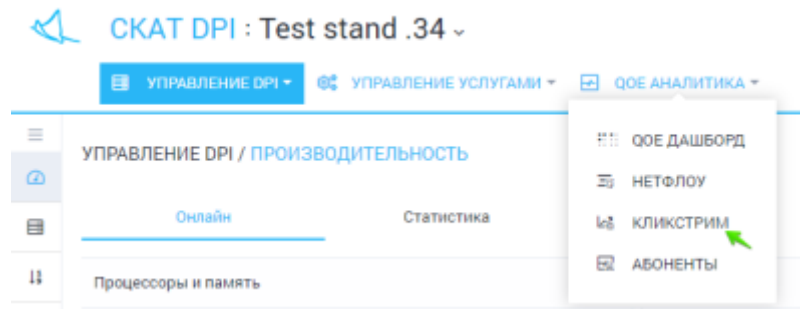 СКАТ DPI : Test stand .34
УПРАВЛЕНИЕ DPI
УПРАВЛЕНИЕ УСЛУГАМИ
QOE АНАЛИТИКА
QOE ДАШБОРД
НЕТФЛОУ
КЛИКСТРИМ
АБОНЕНТЫ
УПРАВЛЕНИЕ DPI / ПРОИЗВОДИТЕЛЬНОСТЬ
Онлайн
Статистика
Процессоры и память